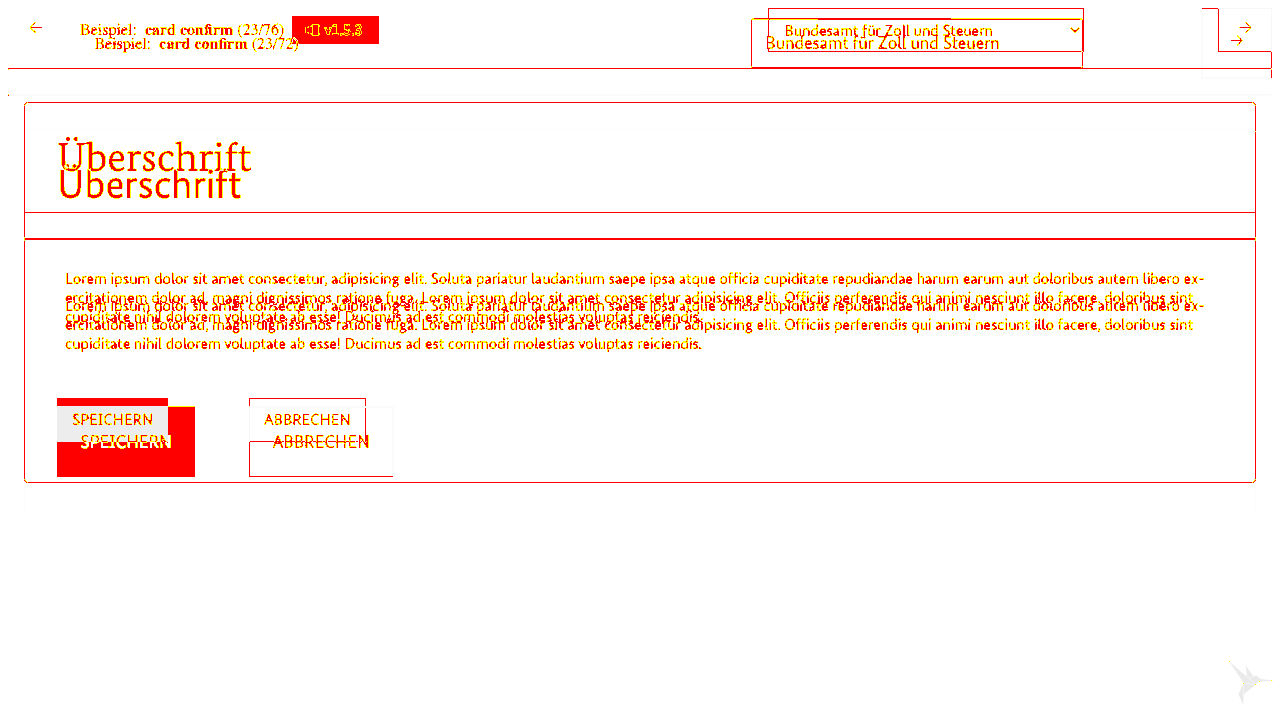 Beispiel: card confirm (23/76) v1.5.3
Beispiel: card confirm (23/72)
Bundesamt für Zoll und Steuern
Bundesamt für Zoll und Steuern
Überschrift
Überschrift
Lorem ipsum dolor sit amet consectetur, adipisicing elit. Soluta pariatur laudantium saepe ipsa atque officia cupiditate repudiandae harum earum aut doloribus autem libero ex-
ercitationem dolor ad, magni dignissimos ratione fuga. Lorem ipsum dolor sit amet consectetur adipisicing elit. Officiis perferendis qui animi nesciunt illo facere, doloribus sint
Lorem ipsum dolor sit amet consectetur, adipisicing elit. Soluta pariatur laudantium saepe ipsa atque officia cupiditate repudiandae harum earum aut doloribus autem libero ex-
cupiditate nihil dolorem voluptate ab esse! Ducimus ad est commodi molestias voluptas reiciendis.
ercitationem dolor ad, magni dignissimos ratione fuga. Lorem ipsum dolor sit amet consectetur adipisicing elit. Officiis perferendis qui animi nesciunt illo facere, doloribus sint
cupiditate nihil dolorem voluptate ab esse! Ducimus ad est commodi molestias voluptas reiciendis.
SPEICHERN ABBRECHEN
SPEICHERN ABBRECHEN